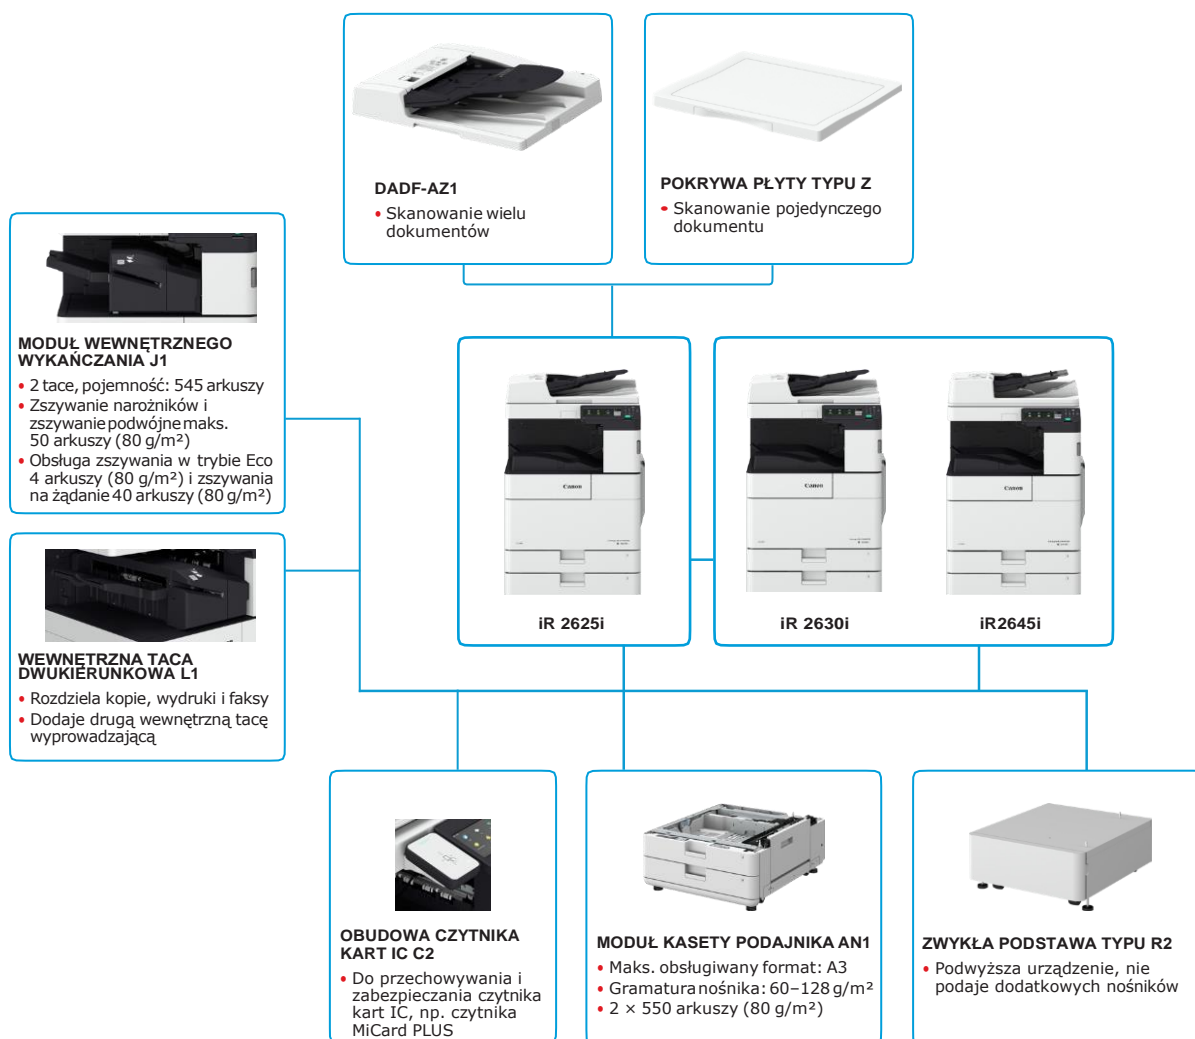 DADF-AZ1
• Skanowanie wielu
dokumentów
POKRYWA PŁYTY TYPU Z
• Skanowanie pojedynczego
dokumentu
MODUŁ WEWNĘTRZNEGO
WYKAŃCZANIA J1
• 2 tace, pojemność: 545 arkuszy
• Zszywanie narożników i
zszywanie podwójne maks.
50 arkuszy (80 g/m²)
• Obsługa zszywania w trybie Eco
4 arkuszy (80 g/m²) i zszywania
na żądanie 40 arkuszy (80 g/m²)
WEWNĘTRZNA TACA
DWUKIERUNKOWA L1
• Rozdziela kopie, wydruki i faksy
• Dodaje drugą wewnętrzną tacę
wyprowadzającą
Canon
Canon
Canon
iR 2625i
iR 2630i
iR2645i
OBUDOWA CZYTNIKA
KART IC C2
• Do przechowywania i
zabezpieczania czytnika
kart IC, np. czytnika
MiCard PLUS
MODUŁ KASETY PODAJNIKA AN1
• Maks. obsługiwany format: A3
• Gramatura nośnika: 60–128 g/m²
• 2 × 550 arkuszy (80 g/m²)
ZWYKŁA PODSTAWA TYPU R2
• Podwyższa urządzenie, nie
podaje dodatkowych nośników